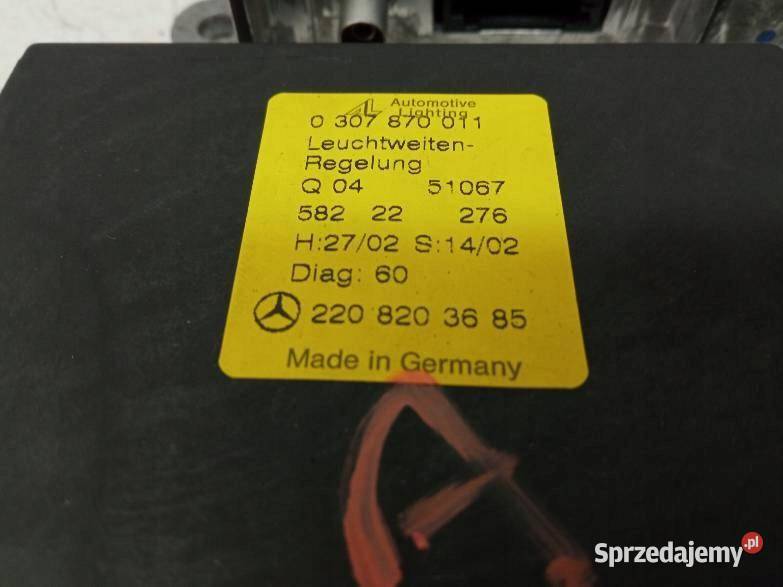 Automotive
Lighting
0 307 870 011
Leuchtweiten-
Regelung
Q 04 51067
582 22 276
H:27/02 S:14/02
Diag: 60
220 820 36 85
Made in Germany
A
Sprzedajemy.pl